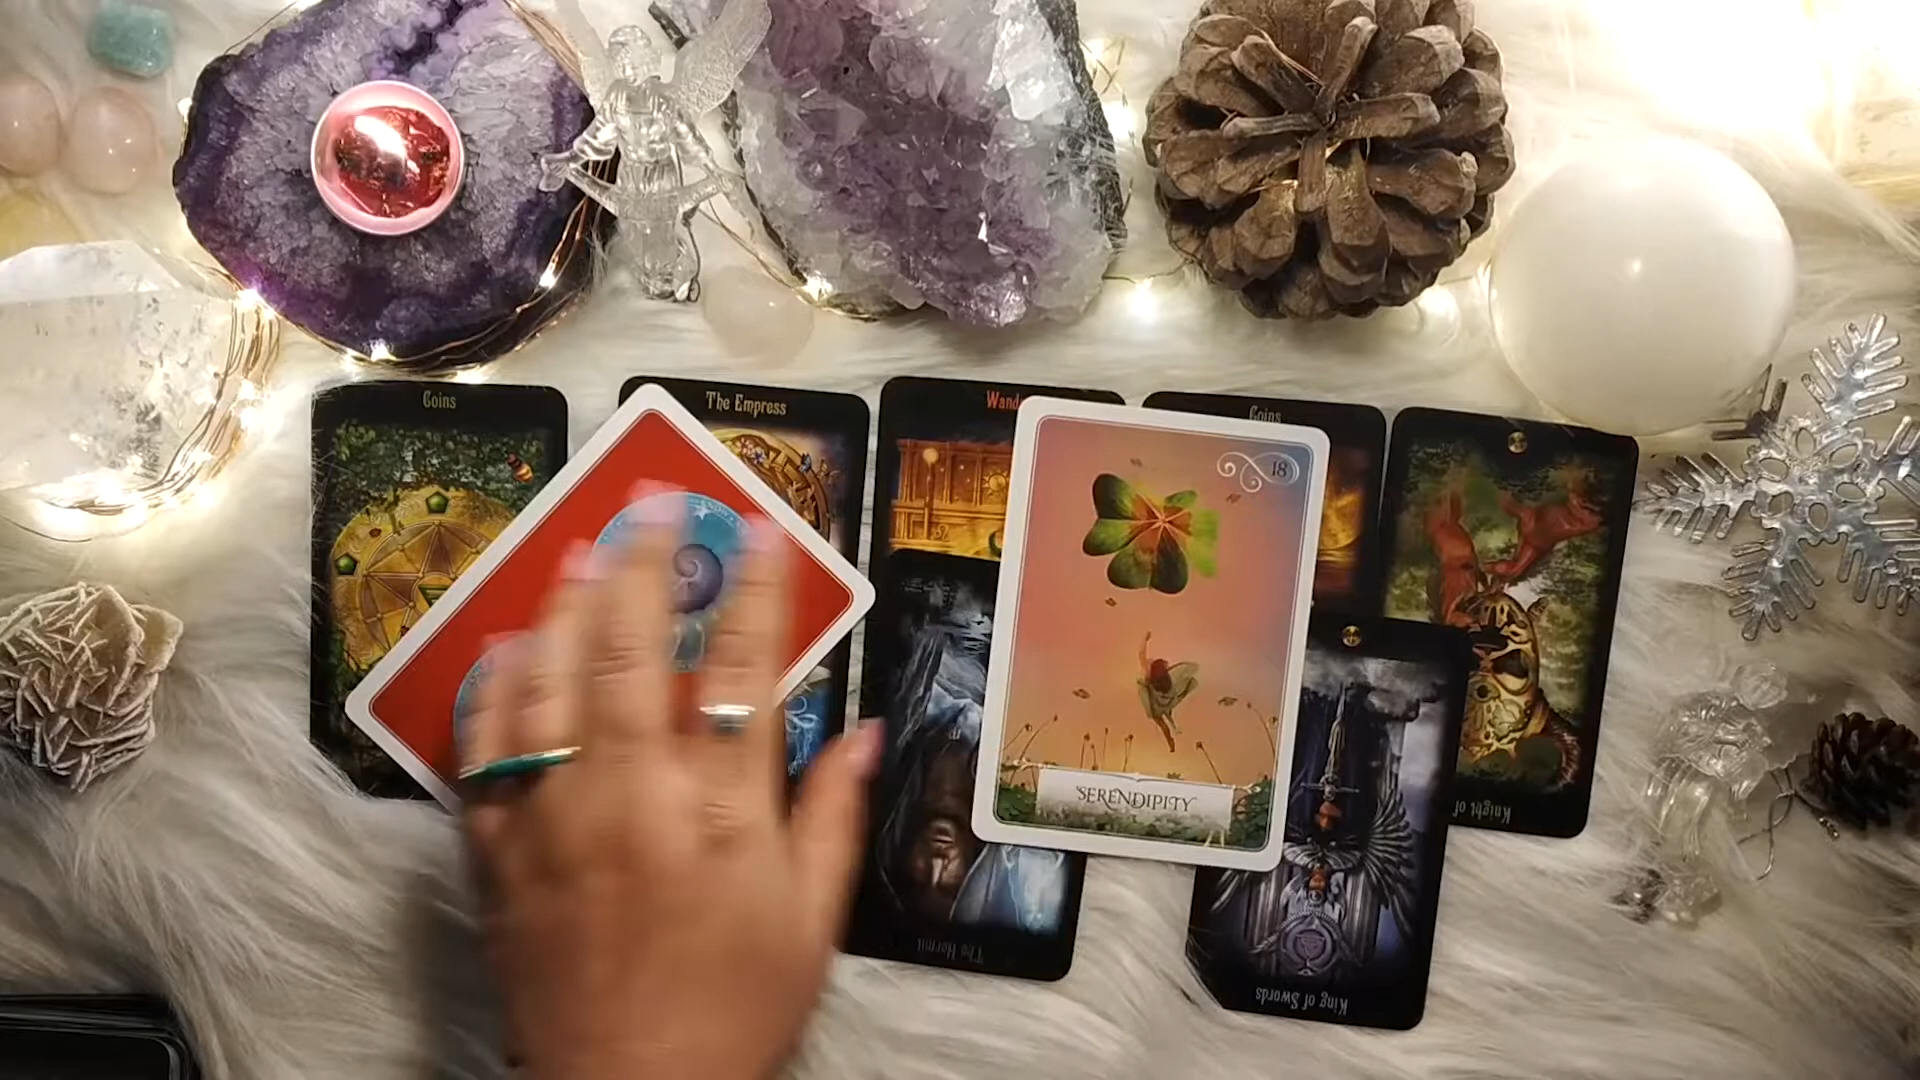 Coins
The Empress
Wand
Coins
18
SERENDIPITY
Knight of
The Hermit
King of Swords